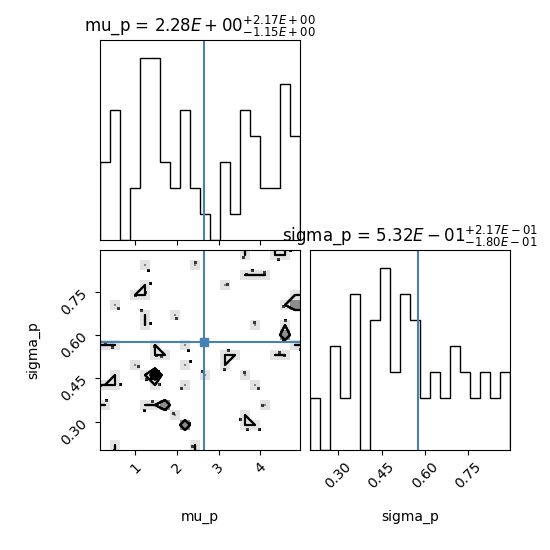 mu_p = 2.28E + 00+2.17E+00−1.15E+00
sigma_p = 5.32E − 01+2.17E−01−1.80E−01
sigma_p
0.75
0.60
0.45
0.30
1 2 3 4
0.30 0.45 0.60 0.75
mu_p sigma_p